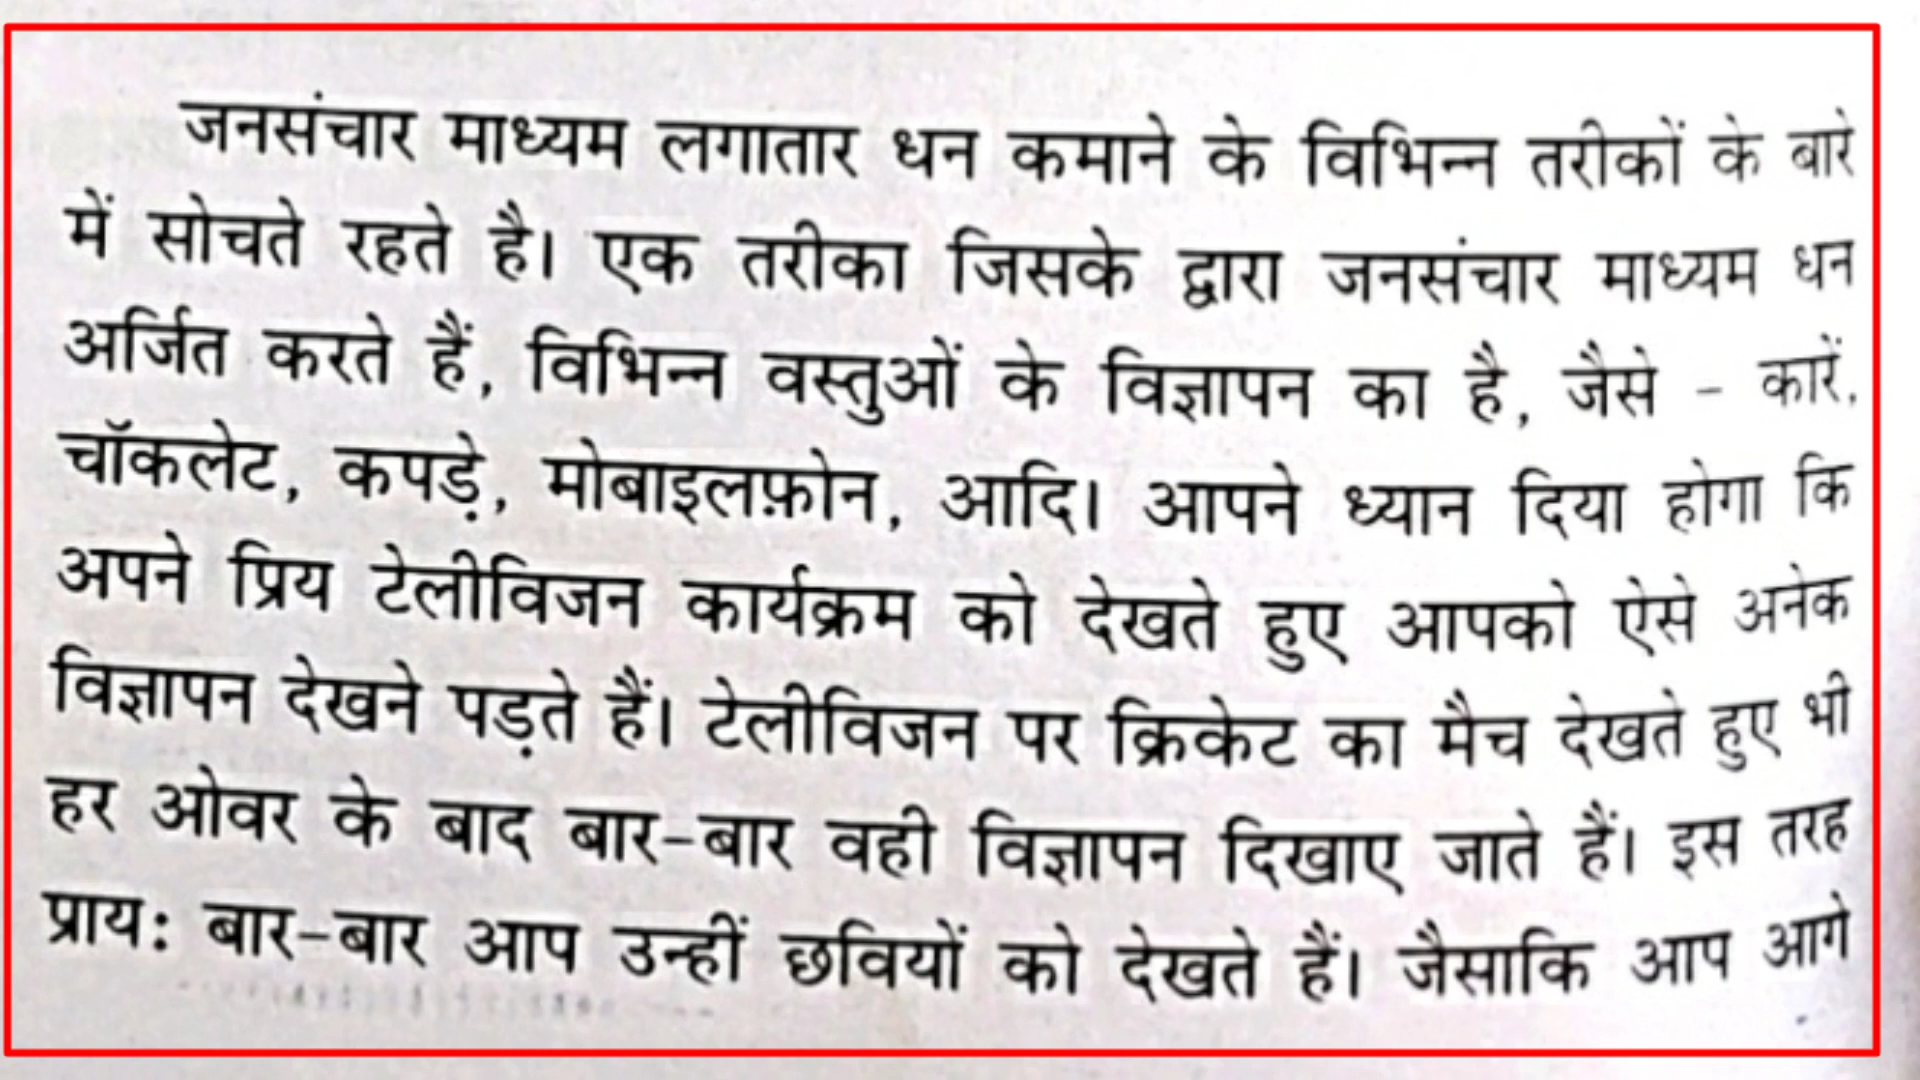 जनसंचार माध्यम लगातार धन कमाने के विभिन्न तरीकों के बारे
में सोचते रहते है। एक तरीका जिसके द्वारा जनसंचार माध्यम धन
अर्जित करते हैं, विभिन्न वस्तुओं के विज्ञापन का है, जैसे - कारें,
चॉकलेट, कपड़े, मोबाइलफ़ोन, आदि। आपने ध्यान दिया होगा कि
अपने प्रिय टेलीविजन कार्यक्रम को देखते हुए आपको ऐसे अनेक
विज्ञापन देखने पड़ते हैं। टेलीविजन पर क्रिकेट का मैच देखते हुए भी
हर ओवर के बाद बार-बार वही विज्ञापन दिखाए जाते हैं। इस तरह
प्राय: बार-बार आप उन्हीं छवियों को देखते हैं। जैसाकि आप आगे